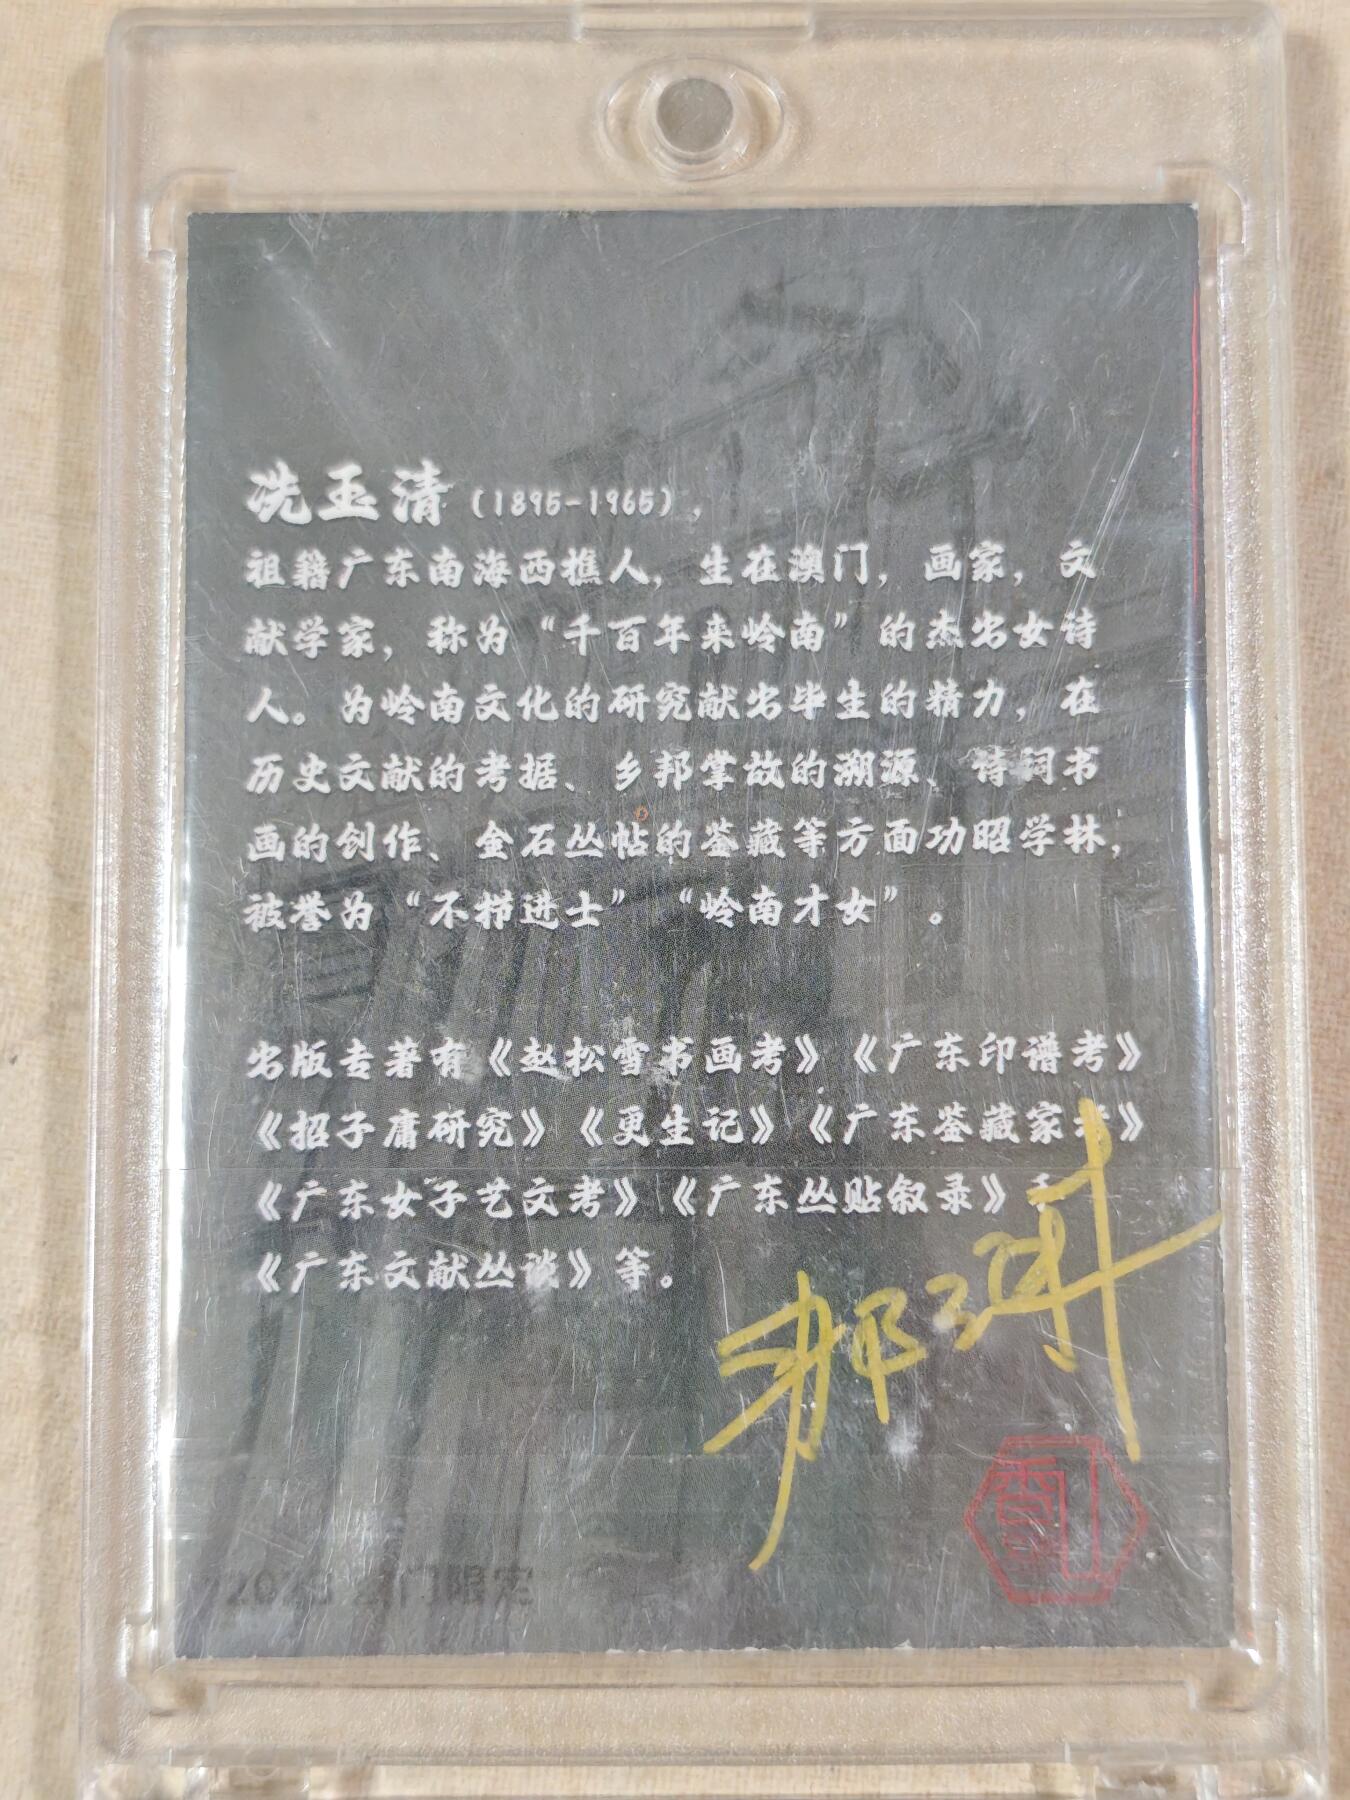 冼玉清（1895-1965），
祖籍广东南海西樵人，生在澳门，画家，文
献学家，称为“千百年来岭南”的杰出女诗
人。为岭南文化的研究献出毕生的精力，在
历史文献的考据、乡邦掌故的溯源、诗词书
画的创作、金石丛帖的鉴藏等方面功昭学林，
被誉为“不栉进士”“岭南才女”。
出版专著有《赵松雪书画考》《广东印谱考》
《招子庸研究》《更生记》《广东鉴藏家》
《广东女子艺文考》《广东丛贴叙录》
《广东文献丛谈》等。
门限定